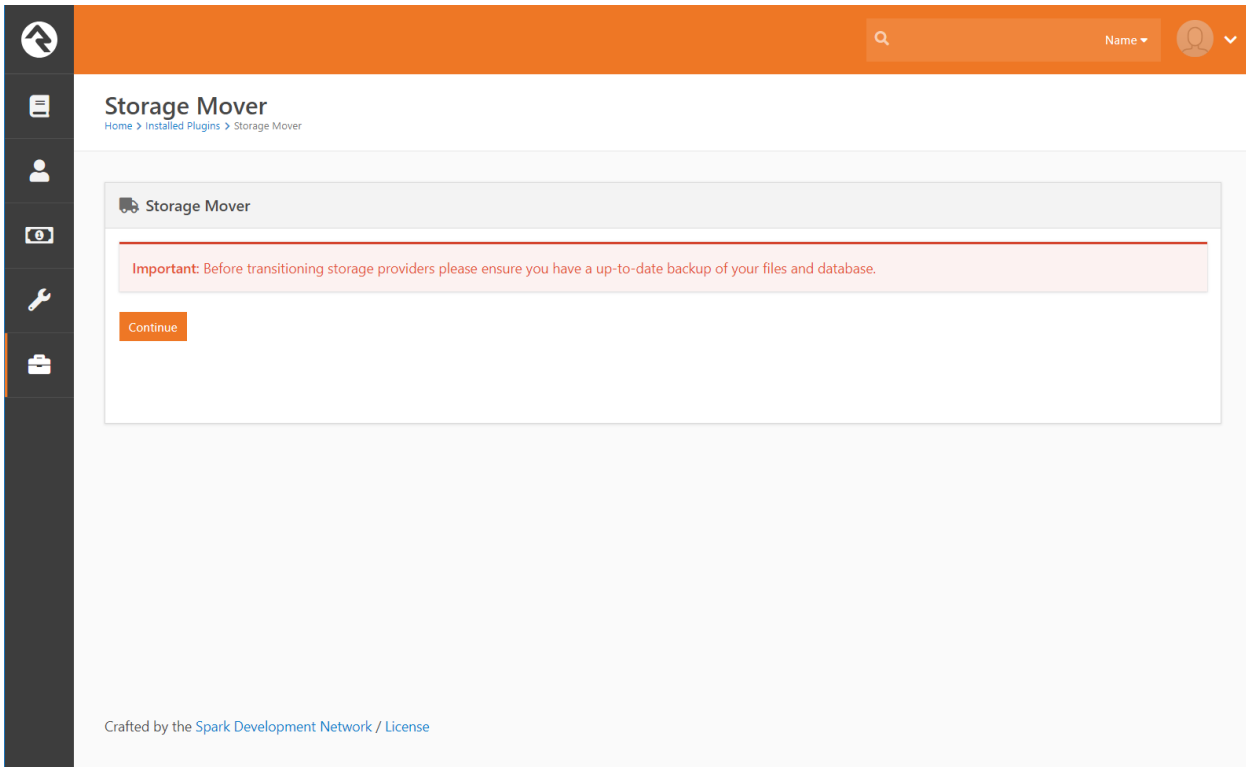 Name
Storage Mover
Home > Installed Plugins > Storage Mover
Storage Mover
Important: Before transitioning storage providers please ensure you have a up-to-date backup of your files and database.
Continue
Crafted by the Spark Development Network / License